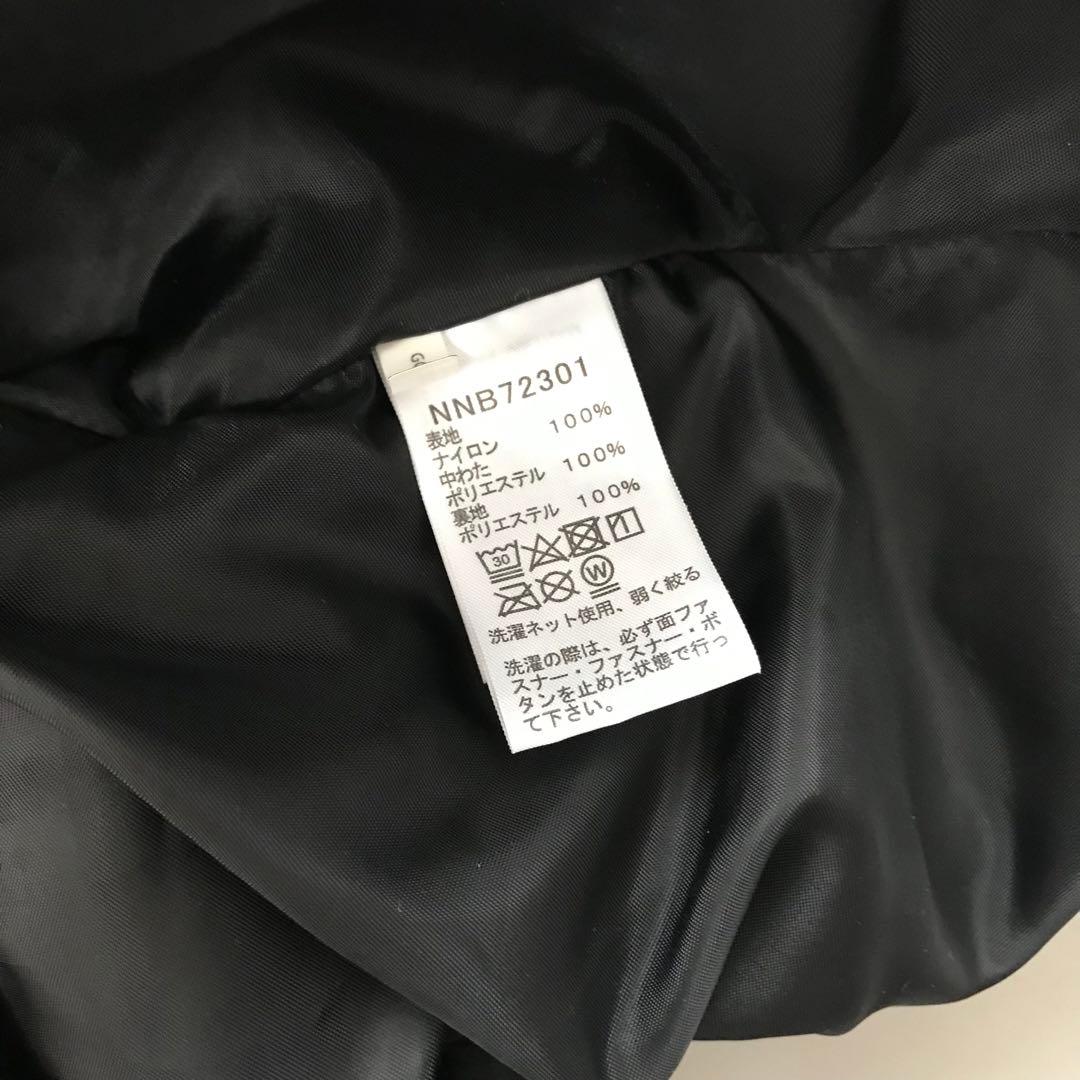 G
NNB72301
表地
ナイロン 100%
中わた
ポリエステル 100%
裏地
ポリエステル 100%
30
W
洗濯ネット使用、弱く絞る
洗濯の際は、必ず面ファ
スナー・ファスナー・ボ
タンを止めた状態で行っ
て下さい。